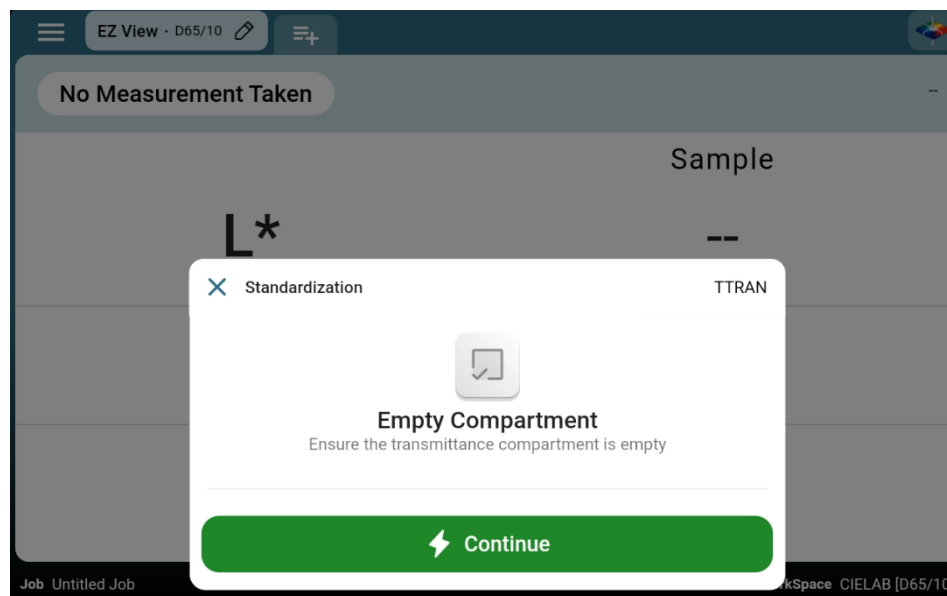 EZ View · D65/10
No Measurement Taken
--
Sample
L*
--
Standardization
TTRAN
Empty Compartment
Ensure the transmittance compartment is empty
Continue
Job Untitled Job
kSpace CIELAB [D65/10